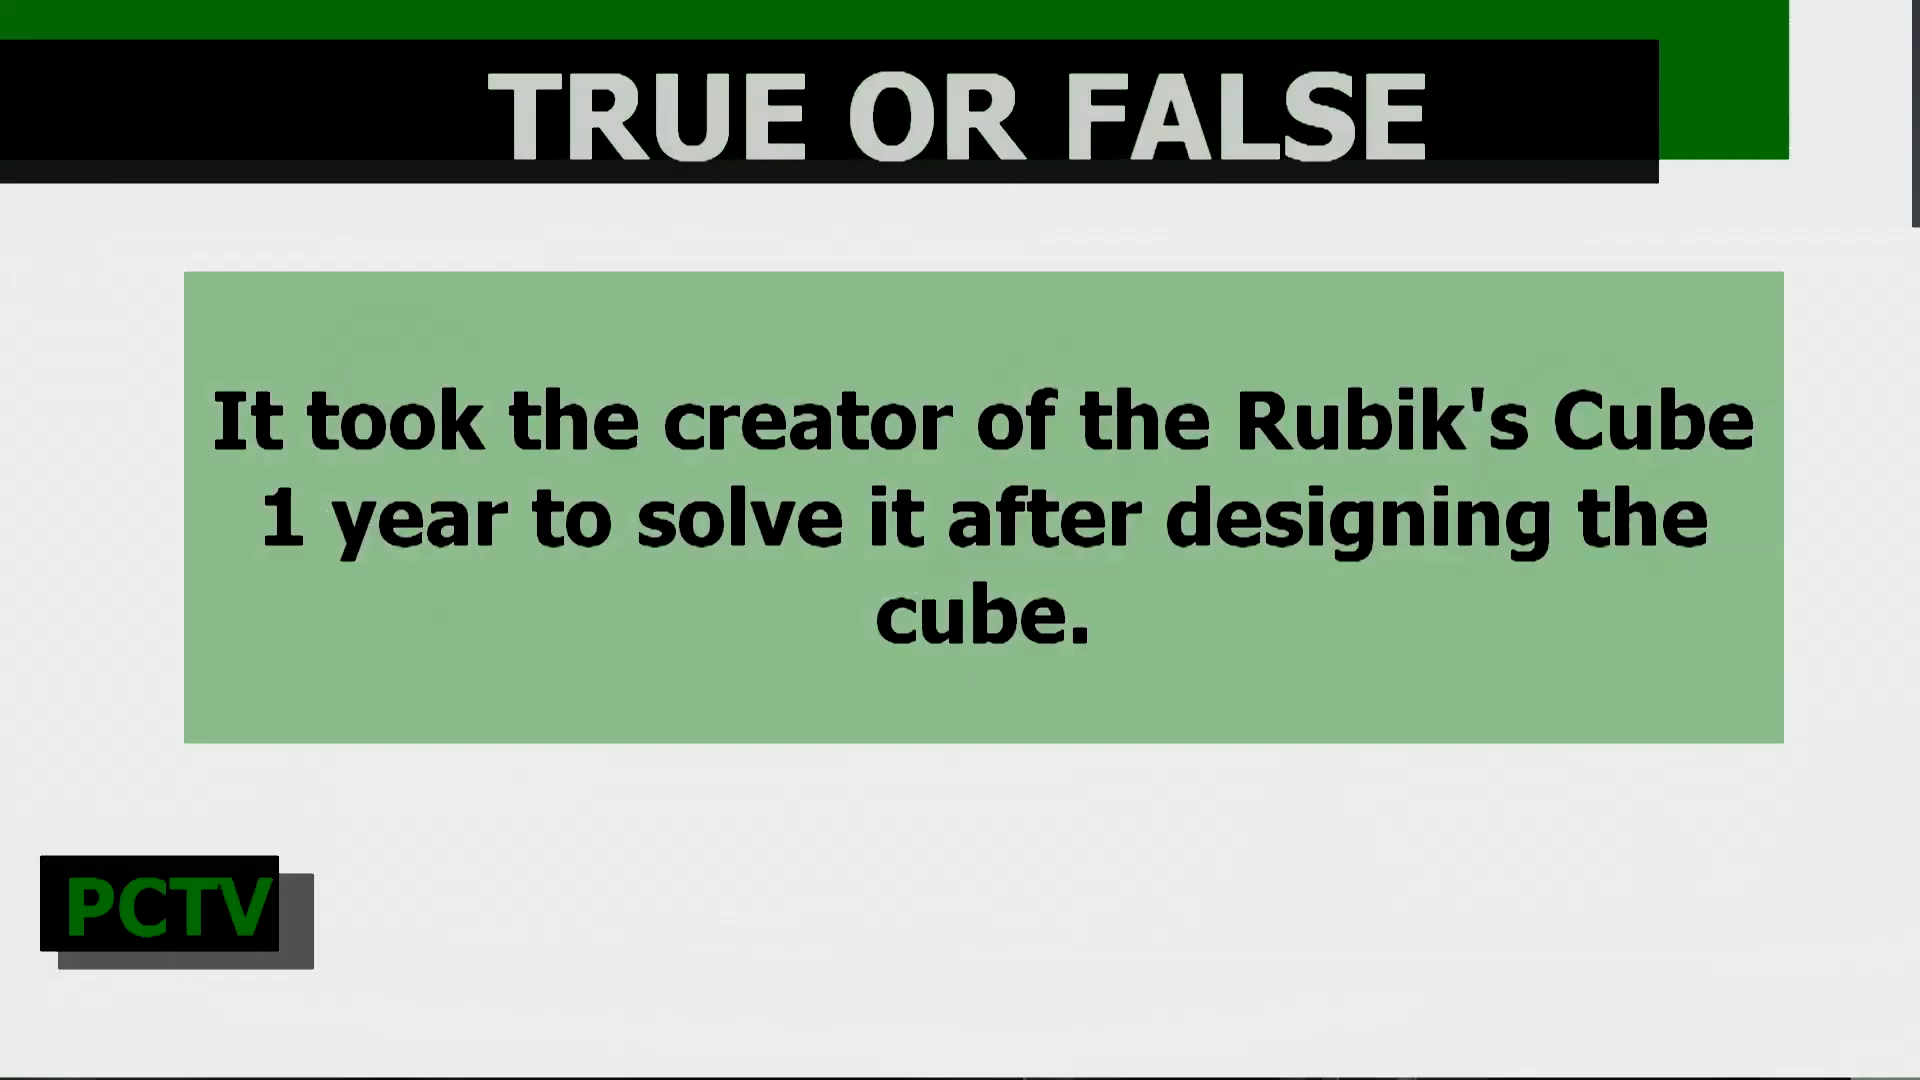 TRUE OR FALSE
It took the creator of the Rubik's Cube
1 year to solve it after designing the
cube.
PCTV